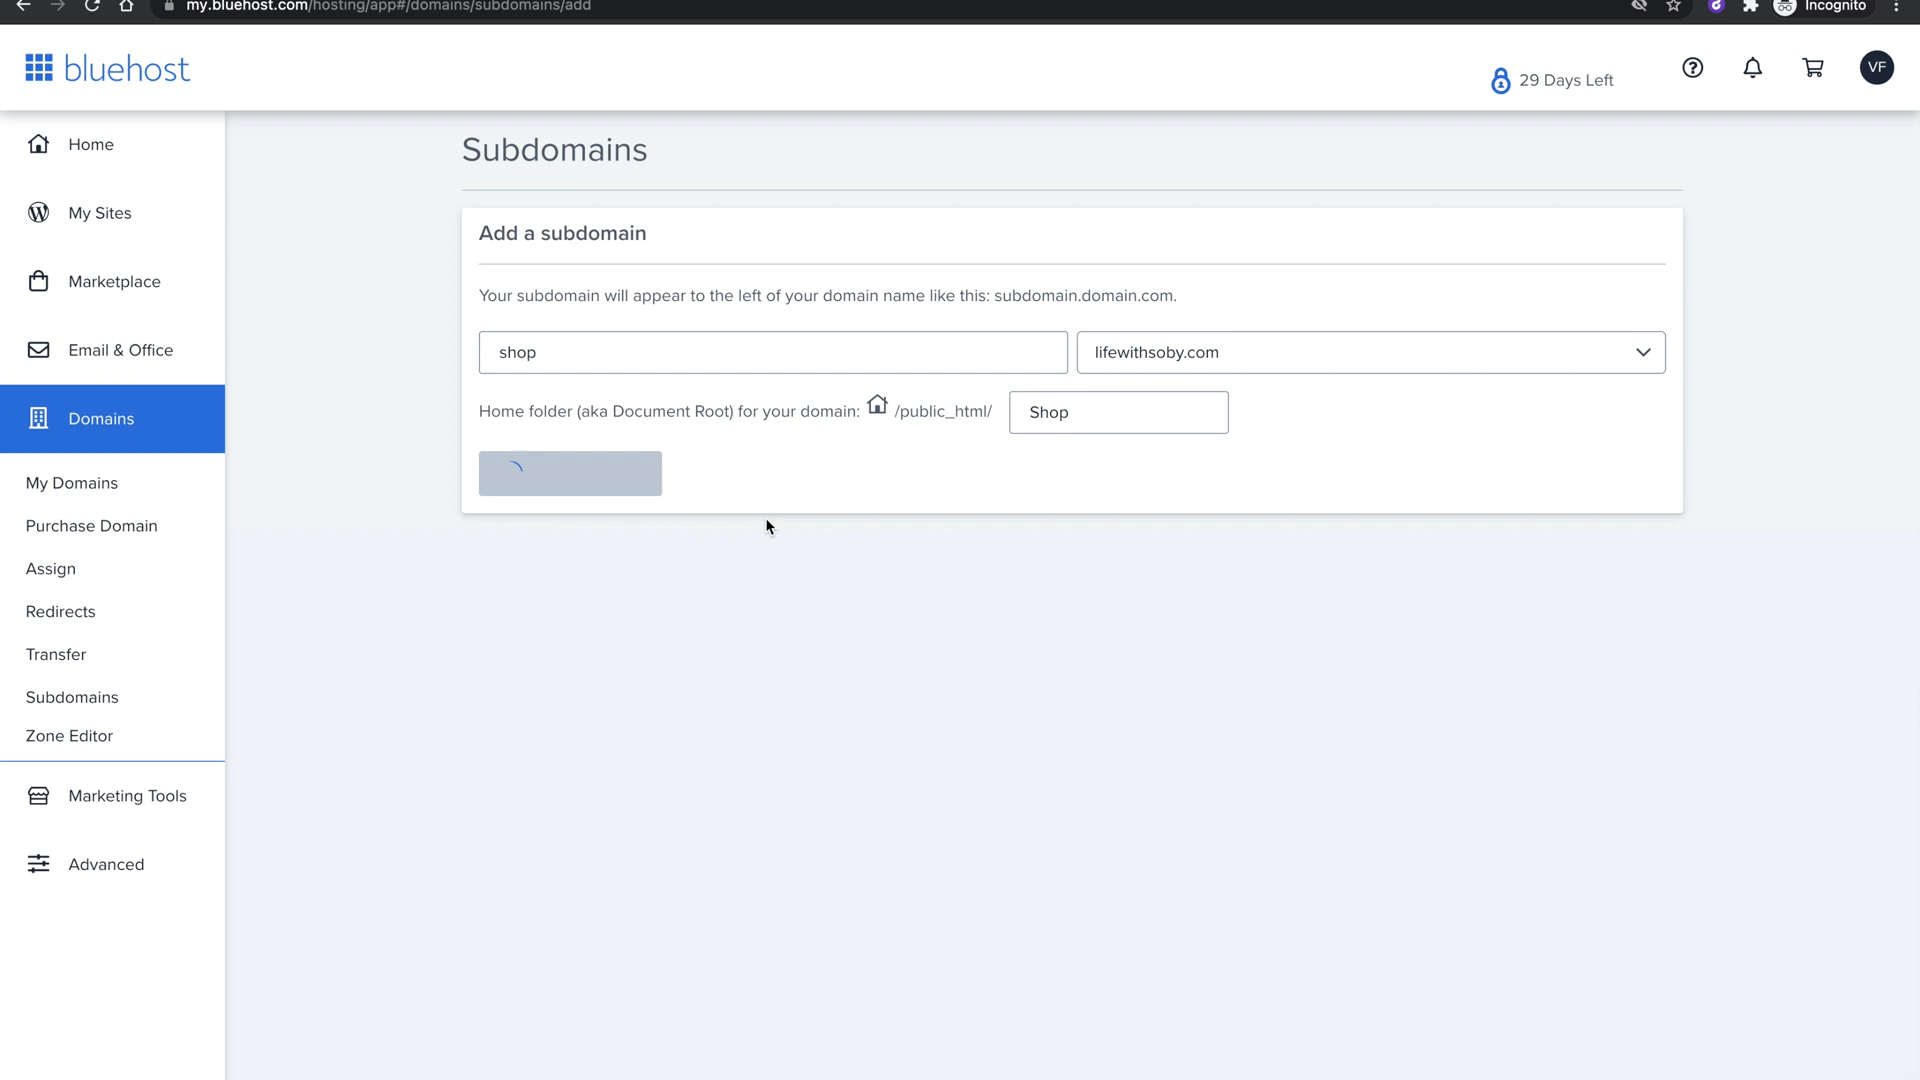 my.bluehost.com/hosting/app#/domains/subdomains/add
Incognito
bluehost
29 Days Left
VF
Home
My Sites
Marketplace
Email & Office
Domains
My Domains
Purchase Domain
Assign
Redirects
Transfer
Subdomains
Zone Editor
Marketing Tools
Advanced
Subdomains
Add a subdomain
Your subdomain will appear to the left of your domain name like this: subdomain.domain.com.
shop
lifewithsoby.com
Home folder (aka Document Root) for your domain: /public_html/ Shop